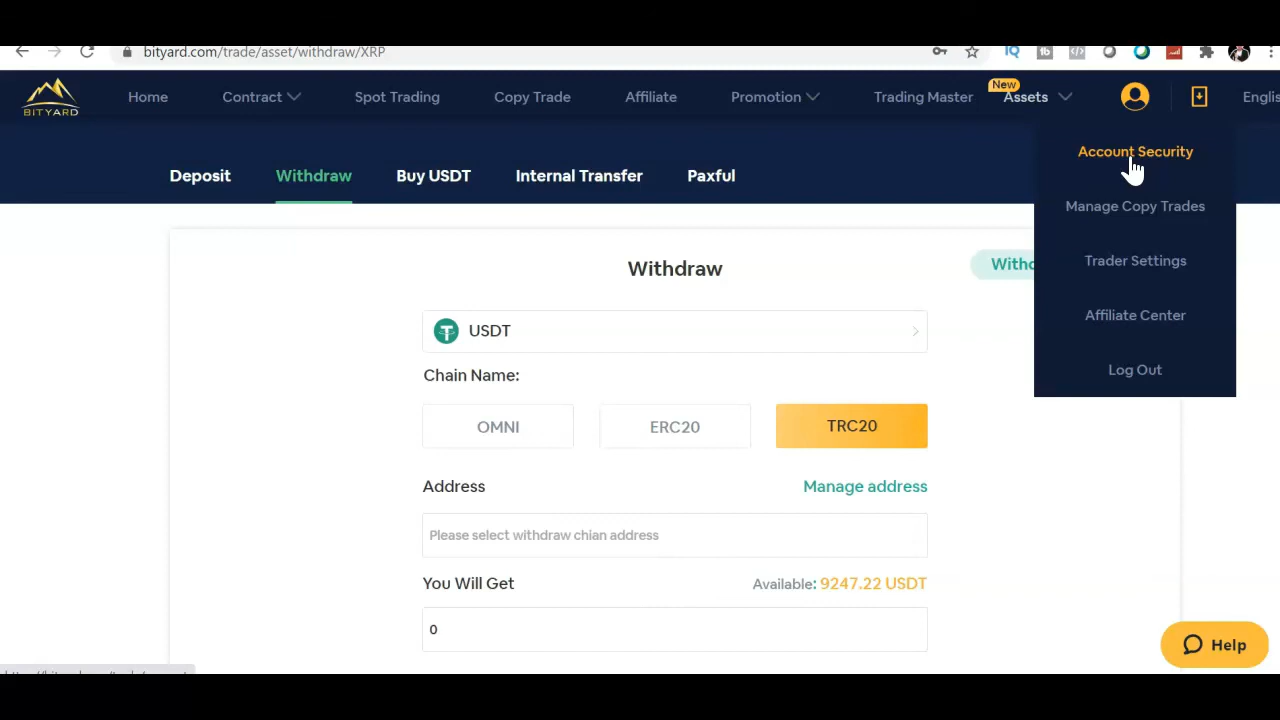 bityard.com/trade/asset/withdraw/XRP
BITYARD
Home
Contract
Spot Trading
Copy Trade
Affiliate
Promotion
Trading Master
New
Assets
Englis
Deposit
Withdraw
Buy USDT
Internal Transfer
Paxful
Account Security
Manage Copy Trades
Trader Settings
Affiliate Center
Log Out
Withdraw
Witho
USDT
Chain Name:
OMNI
ERC20
TRC20
Address
Manage address
Please select withdraw chian address
You Will Get
Available: 9247.22 USDT
0
Help